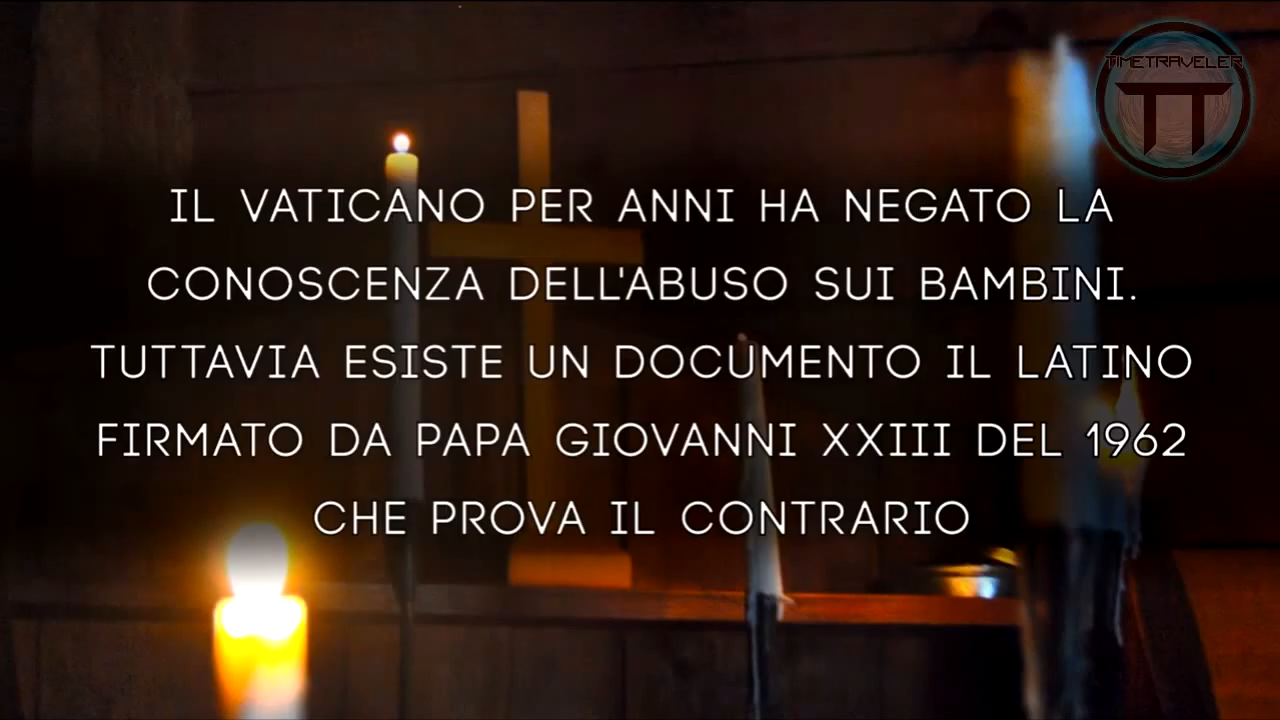 TIMETRAVELER
TT
IL VATICANO PER ANNI HA NEGATO LA
CONOSCENZA DELL'ABUSO SUI BAMBINI.
TUTTAVIA ESISTE UN DOCUMENTO IL LATINO
FIRMATO DA PAPA GIOVANNI XXIII DEL 1962
CHE PROVA IL CONTRARIO